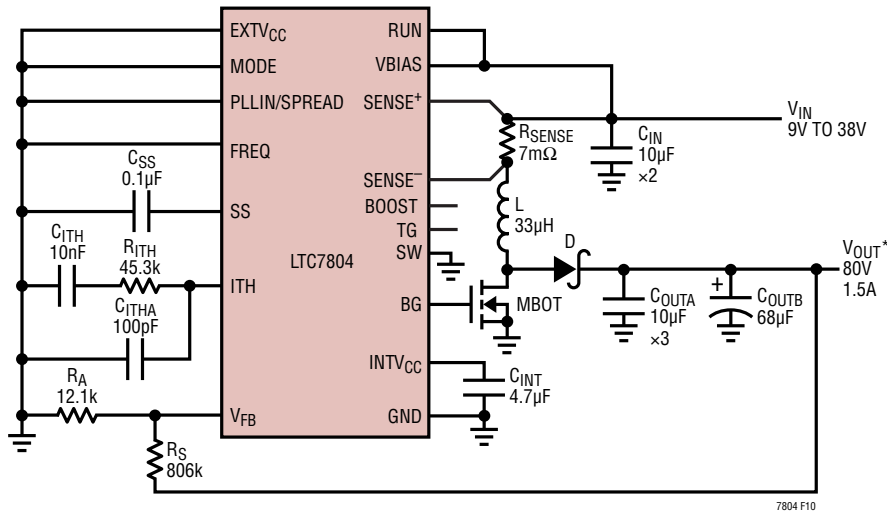 EXTVCC
MODE
PLLIN/SPREAD
FREQ
CSS
0.1µF
SS
CITH
10nF
RITH
45.3k
ITH
CITHA
100pF
RA
12.1k
VFB
RS
806k
LTC7804
RUN
VBIAS
SENSE+
SENSE–
BOOST
TG
SW
BG
INTVCC
GND
RSENSE
7mΩ
L
33µH
D
MBOT
CINT
4.7µF
CIN
10µF
×2
VIN
9V TO 38V
COUTA
10µF
×3
+
COUTB
68µF
VOUT*
80V
1.5A
7804 F10